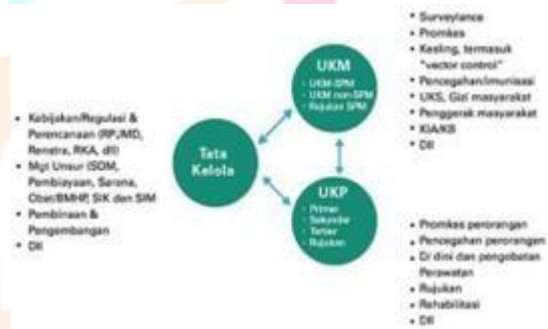 • Kebijakan/Regulasi &
Perencanaan (RPJMD,
Renstra, RKA, dll)
• Mgt Unsur (SDM,
Pembiayaan, Sarana,
Obat/BMHP, SIK dan SIM
• Pembinaan &
Pengembangan
• Dll
Tata
Kelola
UKM
- UKM-SPM
- UKM non-SPM
- Rujukan SPM
UKP
- Primer
- Sekunder
- Tersier
- Rujukan
• Surveylance
• Promkes
• Kesling, termasuk
"vector control"
• Pencegahan/imunisasi
• UKS, Gizi masyarakat
• Penggerak masyarakat
• KIA/KB
• Dll
• Promkes perorangan
• Pencegahan perorangan
• Di dini dan pengobatan
Perawatan
• Rujukan
• Rehabilitasi
• Dll